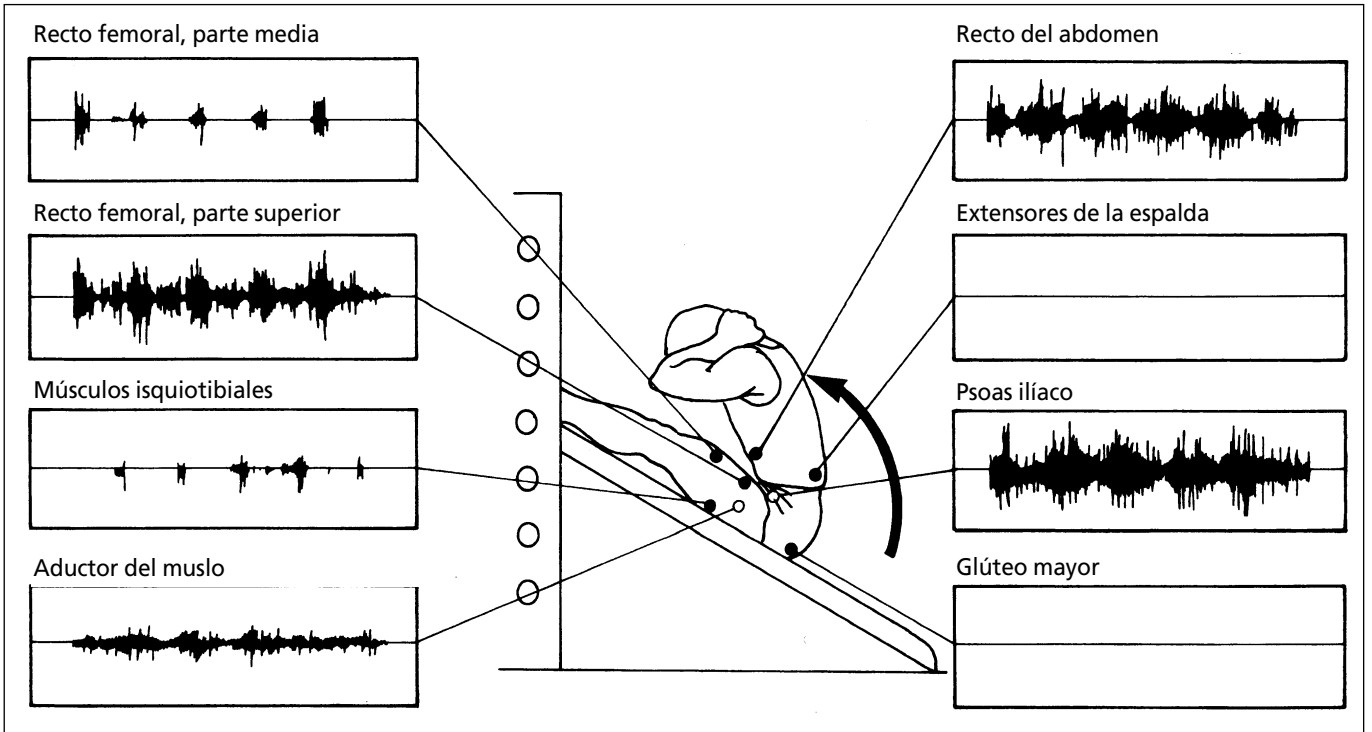 Recto femoral, parte media
Recto femoral, parte superior
Músculos isquiotibiales
Aductor del muslo
Recto del abdomen
Extensores de la espalda
Psoas ilíaco
Glúteo mayor